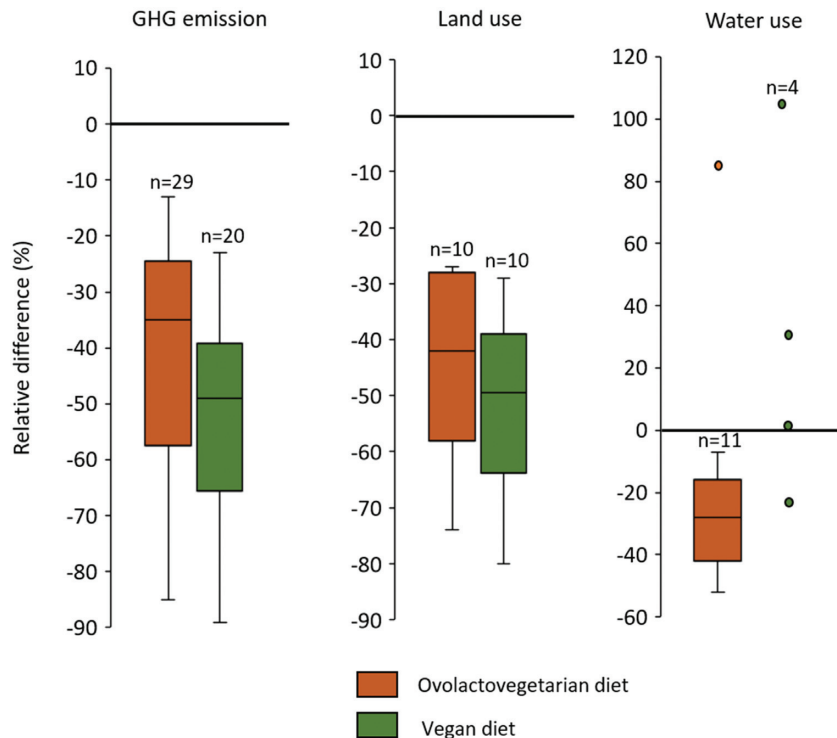 GHG emission
Land use
Water use
Relative difference (%)
10
0
-10
-20
-30
-40
-50
-60
-70
-80
-90
n=29
n=20
10
0
-10
-20
-30
-40
-50
-60
-70
-80
-90
n=10
n=10
120
100
80
60
40
20
0
-20
-40
-60
n=4
n=11
Ovolactovegetarian diet
Vegan diet